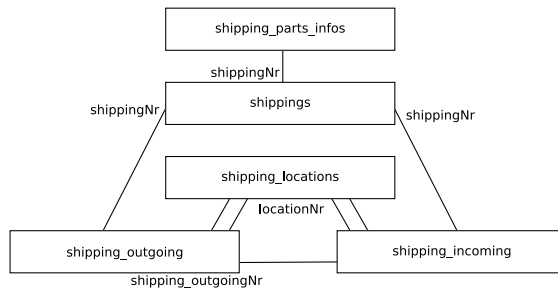 shipping_parts_infos
shippingNr
shippings
shippingNr
shippingNr
shipping_locations
locationNr
shipping_outgoing
shipping_incoming
shipping_outgoingNr